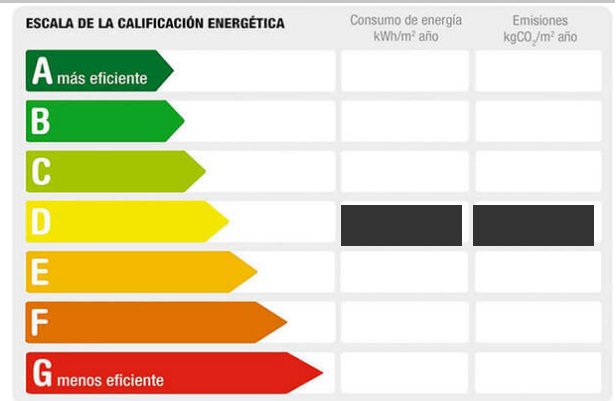 ESCALA DE LA CALIFICACIÓN ENERGÉTICA
Consumo de energía
kWh/m² año
Emisiones
kgCO₂/m² año
A más eficiente
B
C
D
E
F
G menos eficiente